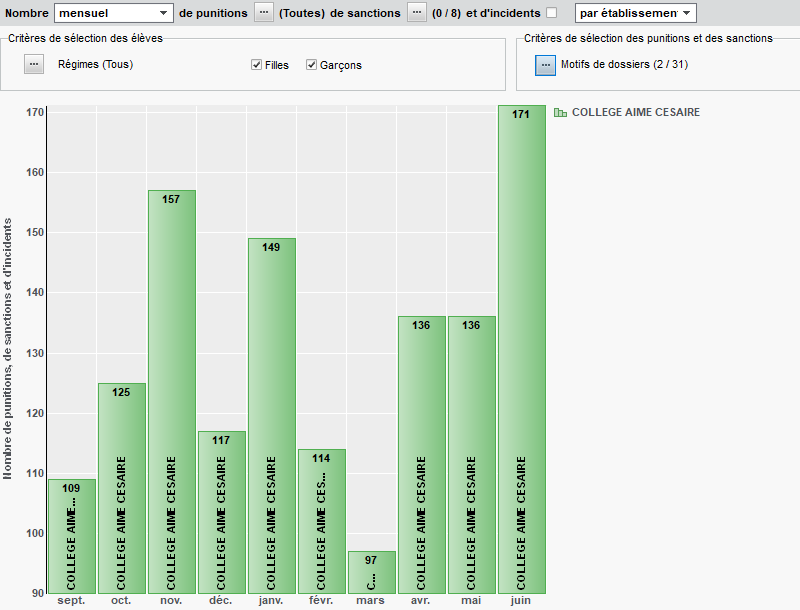 Nombre mensuel de punitions ... (Toutes) de sanctions ... (0 / 8) et d'incidents par établissement
Critères de sélection des élèves
Critères de sélection des punitions et des sanctions
... Régimes (Tous) Filles Garçons
... Motifs de dossiers (2 / 31)
COLLEGE AIME CESAIRE
Nombre de punitions, de sanctions et d'incidents
170
160
150
140
130
120
110
100
90
109
125
157
117
149
114
97
136
136
171
COLLEGE AIME...
COLLEGE AIME CESAIRE
COLLEGE AIME CESAIRE
COLLEGE AIME CESAIRE
COLLEGE AIME CESAIRE
COLLEGE AIME CES...
C...
COLLEGE AIME CESAIRE
COLLEGE AIME CESAIRE
COLLEGE AIME CESAIRE
sept. oct. nov. déc. janv. févr. mars avr. mai juin